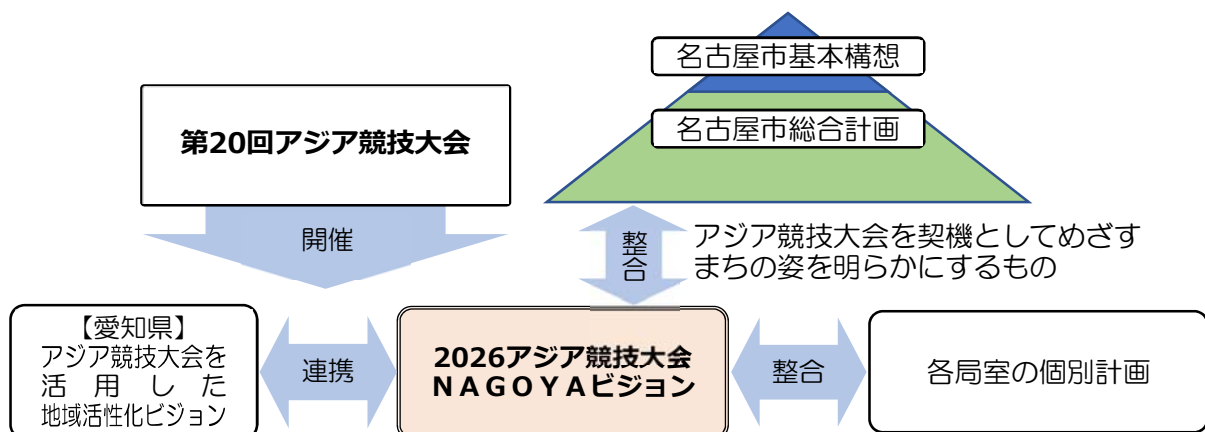 名古屋市基本構想
名古屋市総合計画
第20回アジア競技大会
開催
整合
アジア競技大会を契機としてめざす
まちの姿を明らかにするもの
【愛知県】
アジア競技大会を
活用した
地域活性化ビジョン
連携
2026アジア競技大会
NAGOYAビジョン
整合
各局室の個別計画